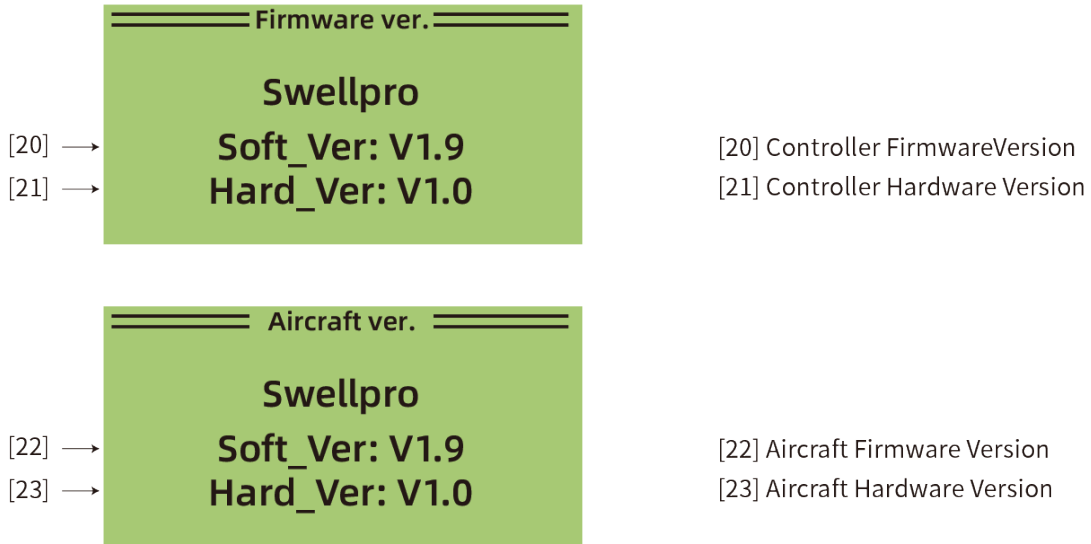 Firmware ver.
Swellpro
[20] Soft_Ver: V1.9 [20] Controller FirmwareVersion
[21] Hard_Ver: V1.0 [21] Controller Hardware Version
Aircraft ver.
Swellpro
[22] Soft_Ver: V1.9 [22] Aircraft Firmware Version
[23] Hard_Ver: V1.0 [23] Aircraft Hardware Version